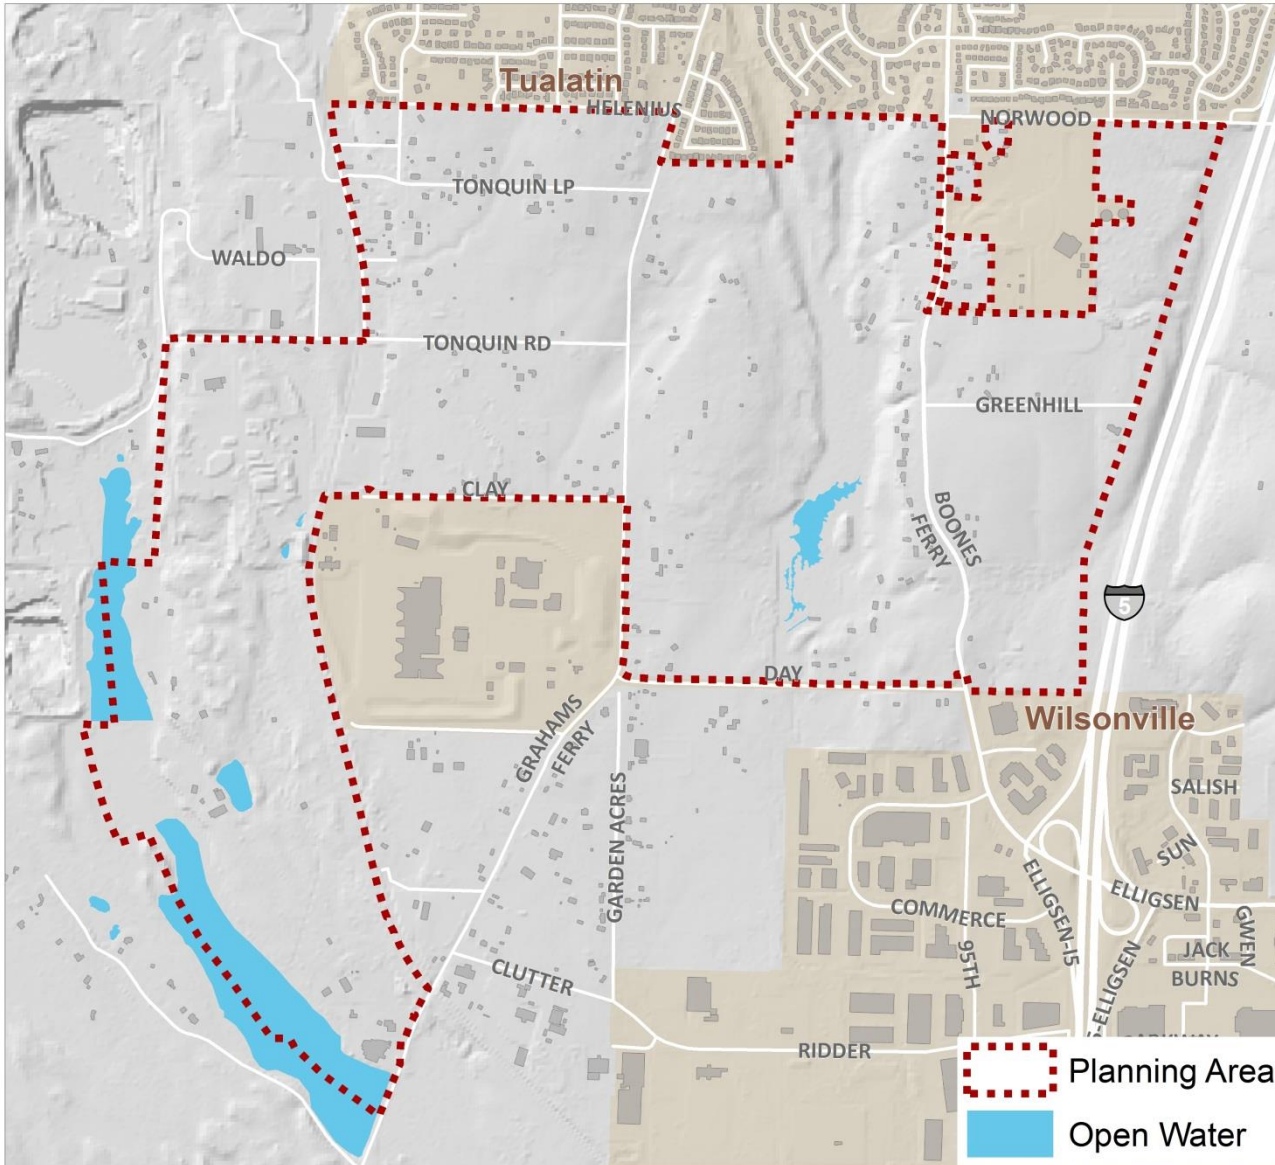 Tualatin
HELENIUS
NORWOOD
TONQUIN LP
WALDO
TONQUIN RD
GREENHILL
CLAY
BOONES
FERRY
5
DAY
Wilsonville
GRAHAMS
FERRY
SALISH
GARDEN ACRES
SUN
ELLIGSEN
ELLIGSEN-I5
COMMERCE
GWEN
95TH
JACK
BURNS
CLUTTER
S-ELLIGSEN
RIDDER
Planning Area
Open Water